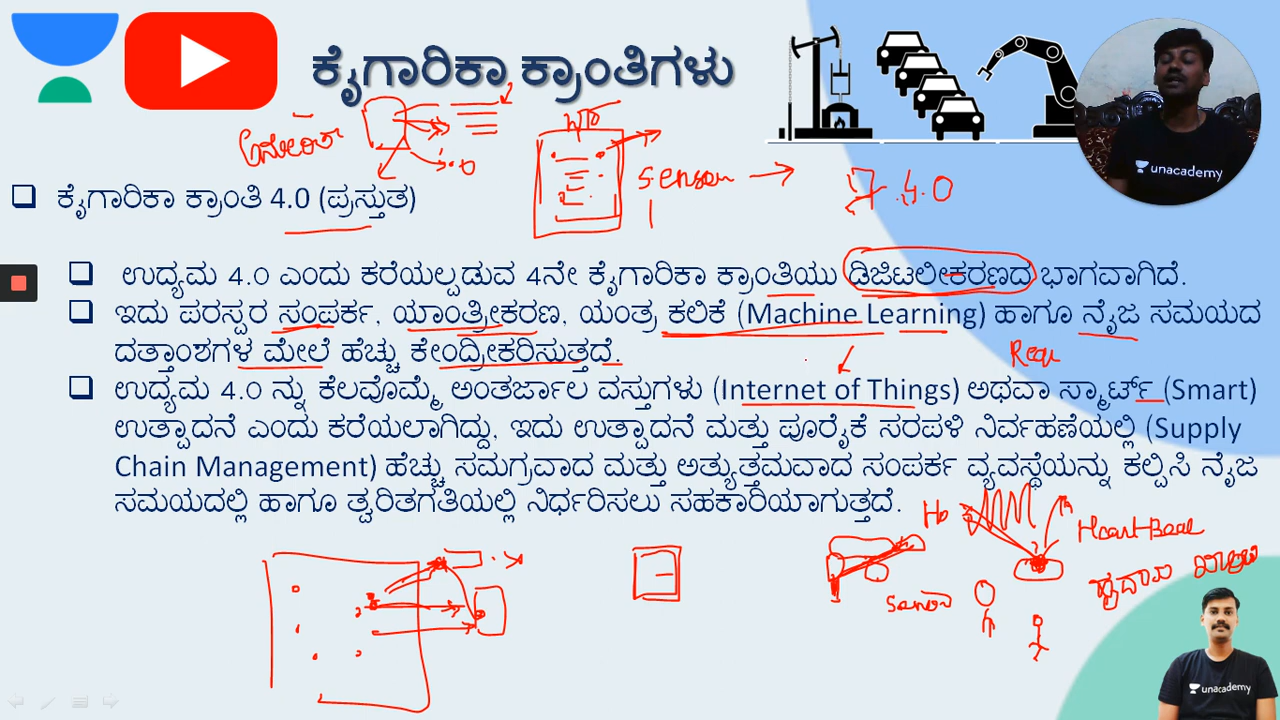 ಕೈಗಾರಿಕಾ ಕ್ರಾಂತಿಗಳು
unacademy
Sensor
4.0
ಕೈಗಾರಿಕಾ ಕ್ರಾಂತಿ 4.0 (ಪ್ರಸ್ತುತ)
ಉದ್ಯಮ 4.0 ಎಂದು ಕರೆಯಲ್ಪಡುವ 4ನೇ ಕೈಗಾರಿಕಾ ಕ್ರಾಂತಿಯು ಡಿಜಿಟಲೀಕರಣದ ಭಾಗವಾಗಿದೆ.
ಇದು ಪರಸ್ಪರ ಸಂಪರ್ಕ, ಯಾಂತ್ರೀಕರಣ, ಯಂತ್ರ ಕಲಿಕೆ (Machine Learning) ಹಾಗೂ ನೈಜ ಸಮಯದ
ದತ್ತಾಂಶಗಳ ಮೇಲೆ ಹೆಚ್ಚು ಕೇಂದ್ರೀಕರಿಸುತ್ತದೆ.
ಉದ್ಯಮ 4.0 ನ್ನು ಕೆಲವೊಮ್ಮೆ ಅಂತರ್ಜಾಲ ವಸ್ತುಗಳು (Internet of Things) ಅಥವಾ ಸ್ಮಾರ್ಟ್ (Smart)
ಉತ್ಪಾದನೆ ಎಂದು ಕರೆಯಲಾಗಿದ್ದು, ಇದು ಉತ್ಪಾದನೆ ಮತ್ತು ಪೂರೈಕೆ ಸರಪಳಿ ನಿರ್ವಹಣೆಯಲ್ಲಿ (Supply
Chain Management) ಹೆಚ್ಚು ಸಮಗ್ರವಾದ ಮತ್ತು ಅತ್ಯುತ್ತಮವಾದ ಸಂಪರ್ಕ ವ್ಯವಸ್ಥೆಯನ್ನು ಕಲ್ಪಿಸಿ ನೈಜ
ಸಮಯದಲ್ಲಿ ಹಾಗೂ ತ್ವರಿತಗತಿಯಲ್ಲಿ ನಿರ್ಧರಿಸಲು ಸಹಕಾರಿಯಾಗುತ್ತದೆ.
Heart Beat
unacademy